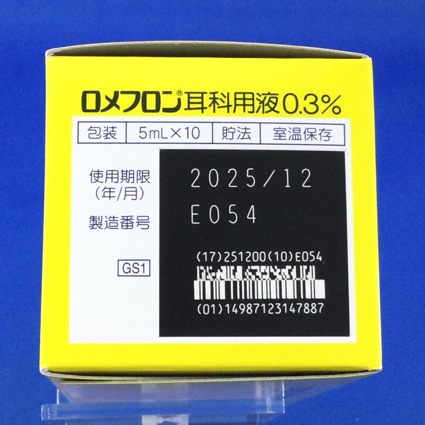 ロメフロン®耳科用液0.3%
包装 5mL×10 貯法 室温保存
使用期限 2025/12
(年/月)
製造番号 E054
(17)251200(10)E054
GS1
(01)14987123147887